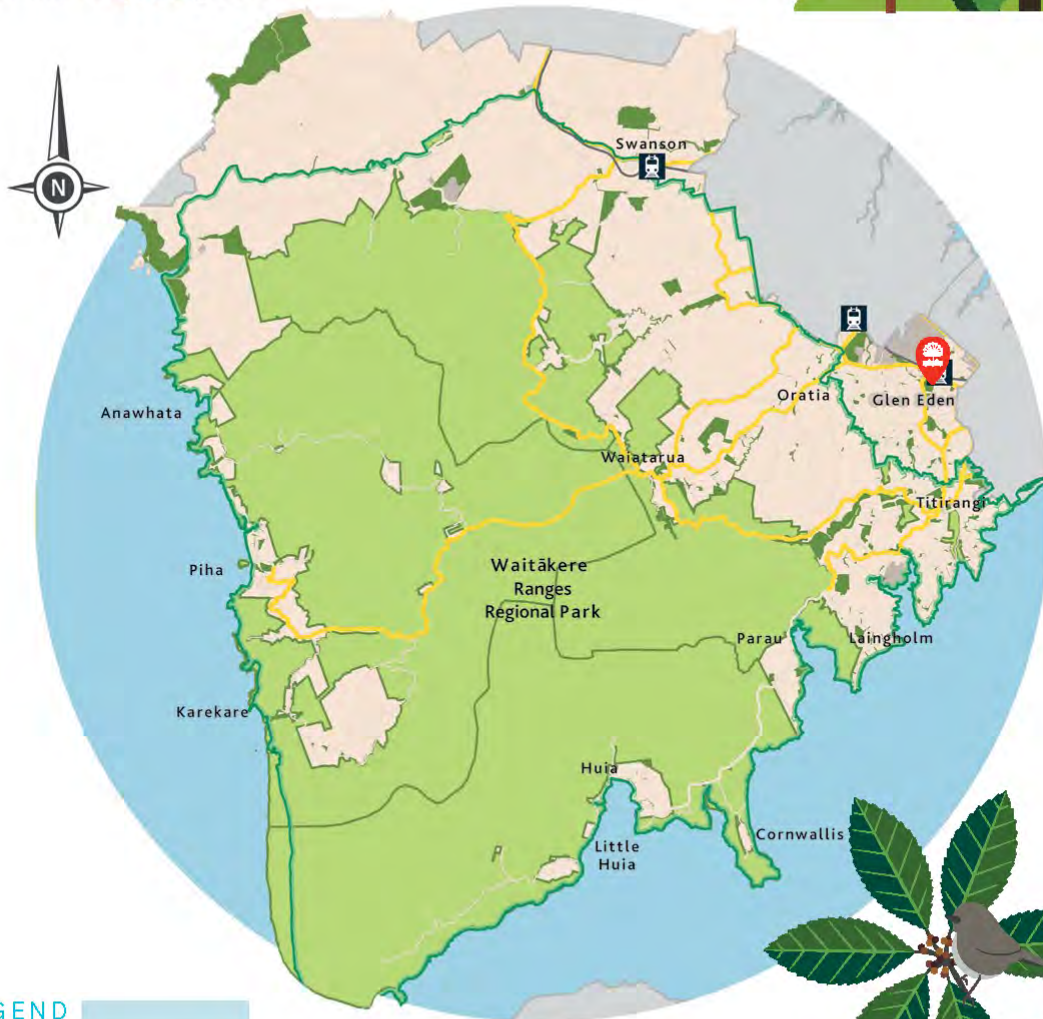 N
Swanson
Anawhata
Oratia
Glen Eden
Waiatarua
Titirangi
Piha
Waitākere
Ranges
Regional Park
Parau
Laingholm
Karekare
Huia
Cornwallis
Little
Huia
GEND